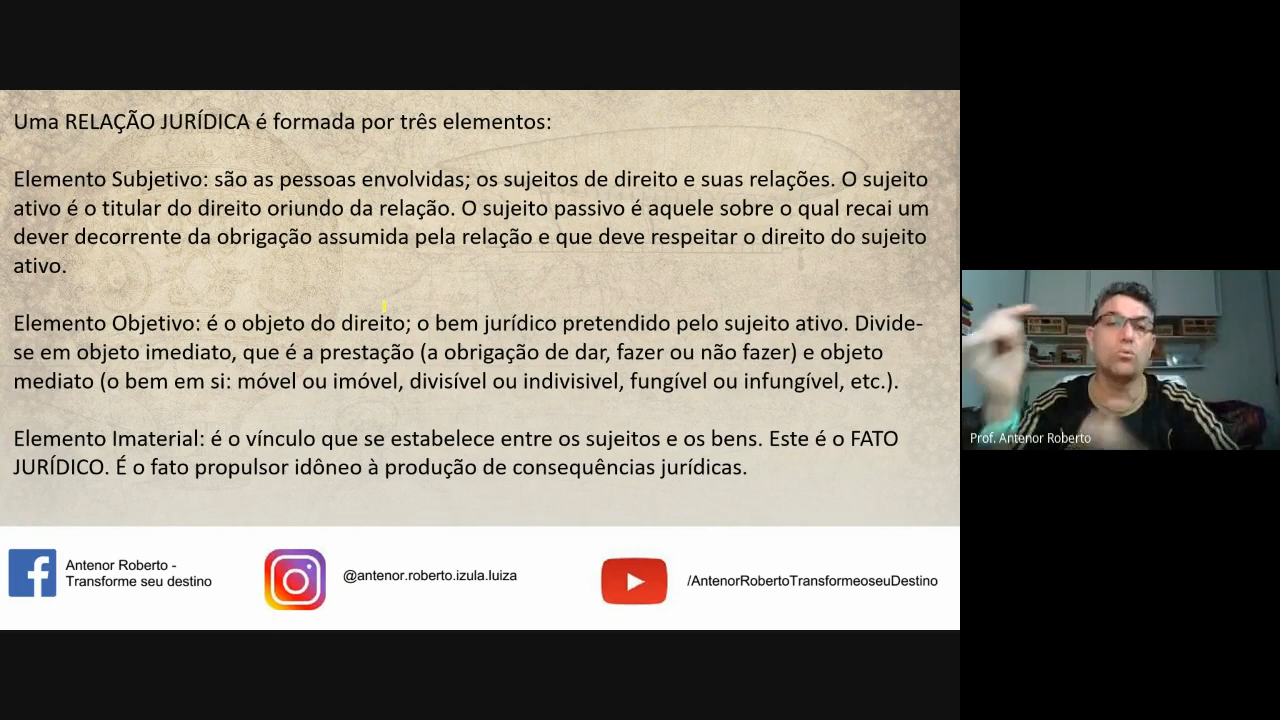 Uma RELAÇÃO JURÍDICA é formada por três elementos:
Elemento Subjetivo: são as pessoas envolvidas; os sujeitos de direito e suas relações. O sujeito
ativo é o titular do direito oriundo da relação. O sujeito passivo é aquele sobre o qual recai um
dever decorrente da obrigação assumida pela relação e que deve respeitar o direito do sujeito
ativo.
Elemento Objetivo: é o objeto do direito; o bem jurídico pretendido pelo sujeito ativo. Divide-
se em objeto imediato, que é a prestação (a obrigação de dar, fazer ou não fazer) e objeto
mediato (o bem em si: móvel ou imóvel, divisível ou indivisivel, fungível ou infungível, etc.).
Elemento Imaterial: é o vínculo que se estabelece entre os sujeitos e os bens. Este é o FATO
JURÍDICO. É o fato propulsor idôneo à produção de consequências jurídicas.
Antenor Roberto -
Transforme seu destino
@antenor.roberto.izula.luiza
/AntenorRobertoTransformeoseuDestino
Prof. Antenor Roberto